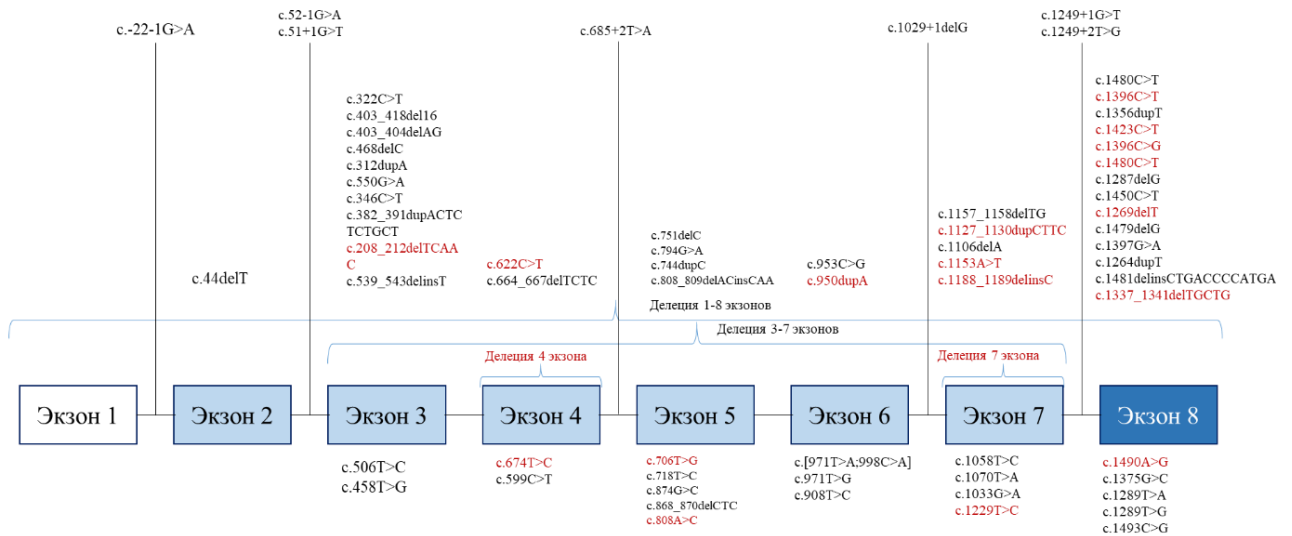 c.-22-1G>A
c.52-1G>A
c.51+1G>T
c.685+2T>A
c.1029+1delG
c.1249+1G>T
c.1249+2T>G
c.44delT
c.322C>T
c.403_418del16
c.403_404delAG
c.468delC
c.312dupA
c.550G>A
c.346C>T
c.382_391dupACTC
TCTGCT
c.208_212delTCAA
C
c.539_543delinsT
c.622C>T
c.664_667delTCTC
c.751delC
c.794G>A
c.744dupC
c.808_809delACinsCAA
c.953C>G
c.950dupA
c.1157_1158delTG
c.1127_1130dupCTTC
c.1106delA
c.1153A>T
c.1188_1189delinsC
c.1480C>T
c.1396C>T
c.1356dupT
c.1423C>T
c.1396C>G
c.1480C>T
c.1287delG
c.1450C>T
c.1269delT
c.1479delG
c.1397G>A
c.1264dupT
c.1481delinsCTGACCCCATGA
c.1337_1341delTGCTG
Делеция 1-8 экзонов
Делеция 3-7 экзонов
Делеция 4 экзона
Делеция 7 экзона
Экзон 1
Экзон 2
Экзон 3
Экзон 4
Экзон 5
Экзон 6
Экзон 7
Экзон 8
c.506T>C
c.458T>G
c.674T>C
c.599C>T
c.706T>G
c.718T>C
c.874G>C
c.868_870delCTC
c.808A>C
c.[971T>A;998C>A]
c.971T>G
c.908T>C
c.1058T>C
c.1070T>A
c.1033G>A
c.1229T>C
c.1490A>G
c.1375G>C
c.1289T>A
c.1289T>G
c.1493C>G